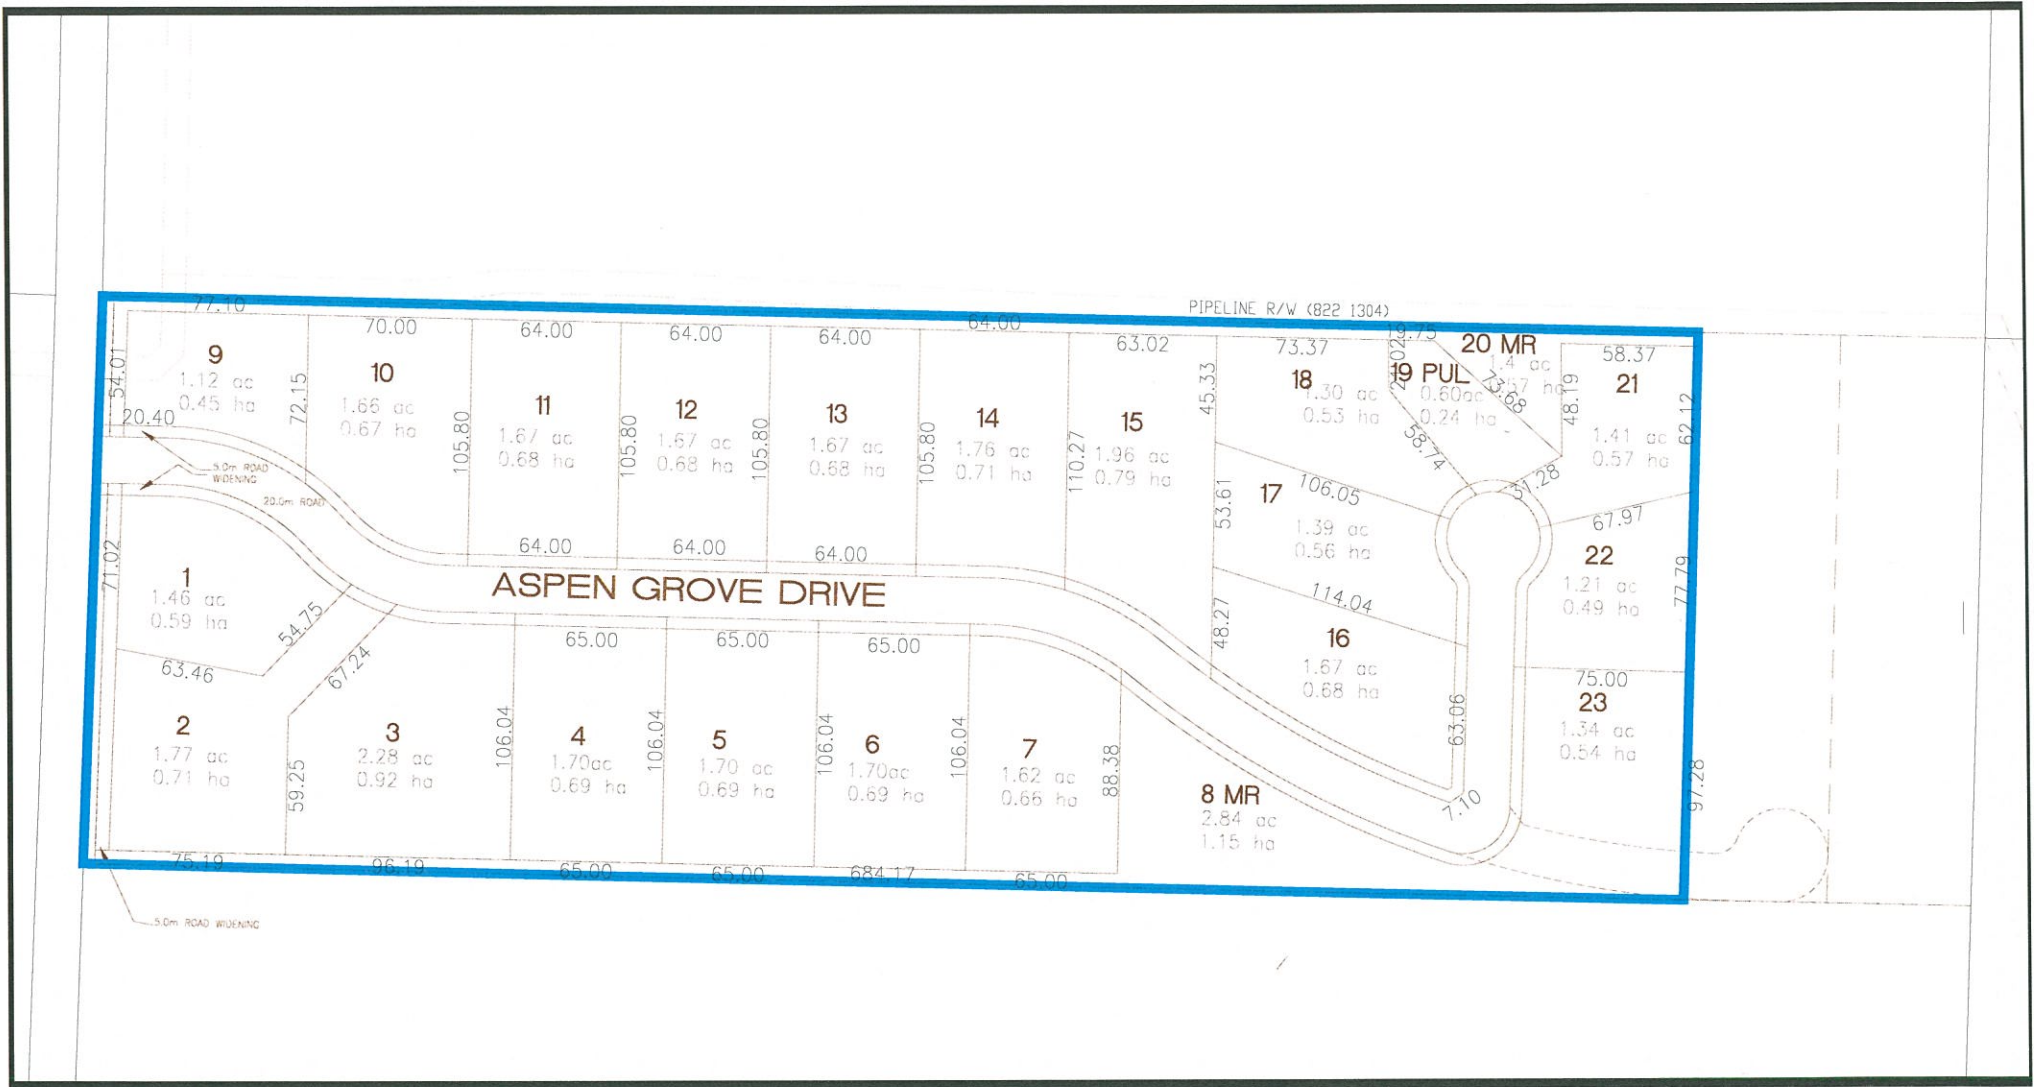 PIPELINE R/W (822 1304)
77.10
70.00
64.00
64.00
64.00
64.00
63.02
73.37
19.75
58.37
54.01
9
1.12 ac
0.45 ha
20.40
72.15
10
1.66 ac
0.67 ha
105.80
11
1.67 ac
0.68 ha
105.80
12
1.67 ac
0.68 ha
105.80
13
1.67 ac
0.68 ha
105.80
14
1.76 ac
0.71 ha
110.27
15
1.96 ac
0.79 ha
45.33
18
1.30 ac
0.53 ha
19 PUL
0.60ac
0.24 ha
58.74
20 MR
1.4 ac
73.68
48.19
21
1.41 ac
0.57 ha
62.12
31.28
5.0m ROAD
WIDENING
20.0m ROAD
64.00
64.00
64.00
ASPEN GROVE DRIVE
53.61
17
1.39 ac
0.56 ha
106.05
114.04
67.97
22
1.21 ac
0.49 ha
77.79
71.02
1
1.46 ac
0.59 ha
54.75
63.46
67.24
65.00
65.00
65.00
48.27
16
1.67 ac
0.68 ha
63.06
7.10
75.00
23
1.34 ac
0.54 ha
97.28
2
1.77 ac
0.71 ha
59.25
3
2.28 ac
0.92 ha
106.04
4
1.70ac
0.69 ha
106.04
5
1.70 ac
0.69 ha
106.04
6
1.70ac
0.69 ha
106.04
7
1.62 ac
0.66 ha
88.38
8 MR
2.84 ac
1.15 ha
75.19
96.19
65.00
65.00
684.17
65.00
5.0m ROAD WIDENING